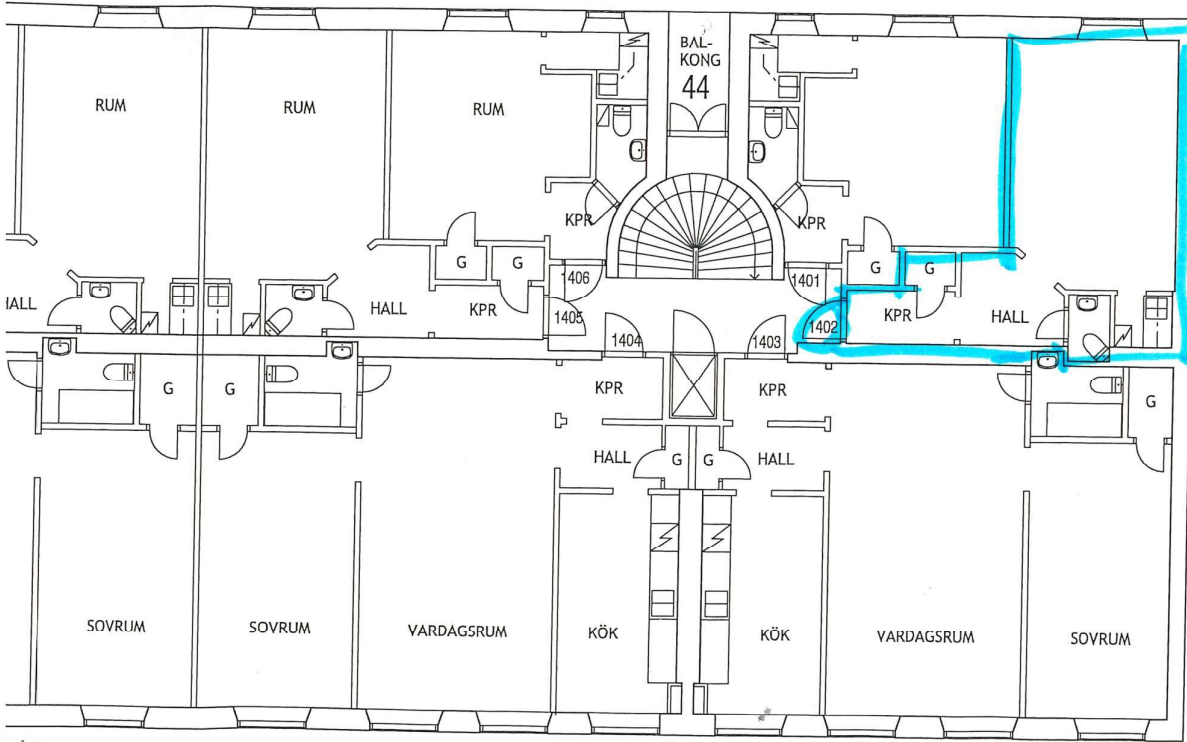 BAL-
KONG
44
RUM
RUM
RUM
KPR
KPR
G
G
G
G
1406
1401
HALL
HALL
KPR
1405
1402
KPR
HALL
1404
1403
G
G
KPR
KPR
G
HALL
G
G
HALL
SOVRUM
SOVRUM
VARDAGSRUM
KÖK
KÖK
VARDAGSRUM
SOVRUM